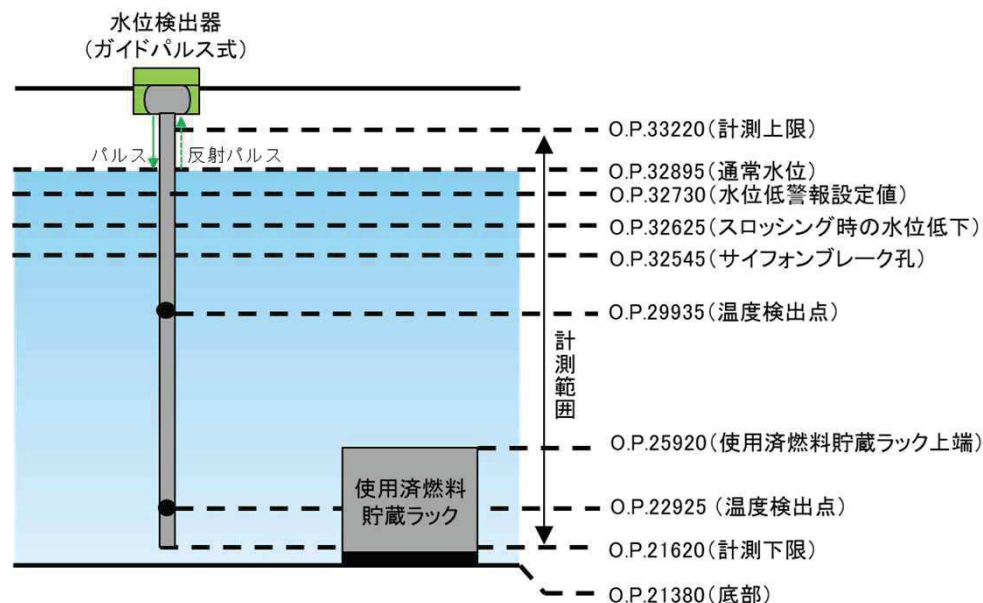 水位検出器
(ガイドパルス式)
パルス
反射パルス
O.P.33220(計測上限)
O.P.32895(通常水位)
O.P.32730(水位低警報設定値)
O.P.32625(スロッシング時の水位低下)
O.P.32545(サイフォンブレーク孔)
O.P.29935(温度検出点)
計測範囲
O.P.25920(使用済燃料貯蔵ラック上端)
使用済燃料
貯蔵ラック
O.P.22925 (温度検出点)
O.P.21620(計測下限)
O.P.21380(底部)